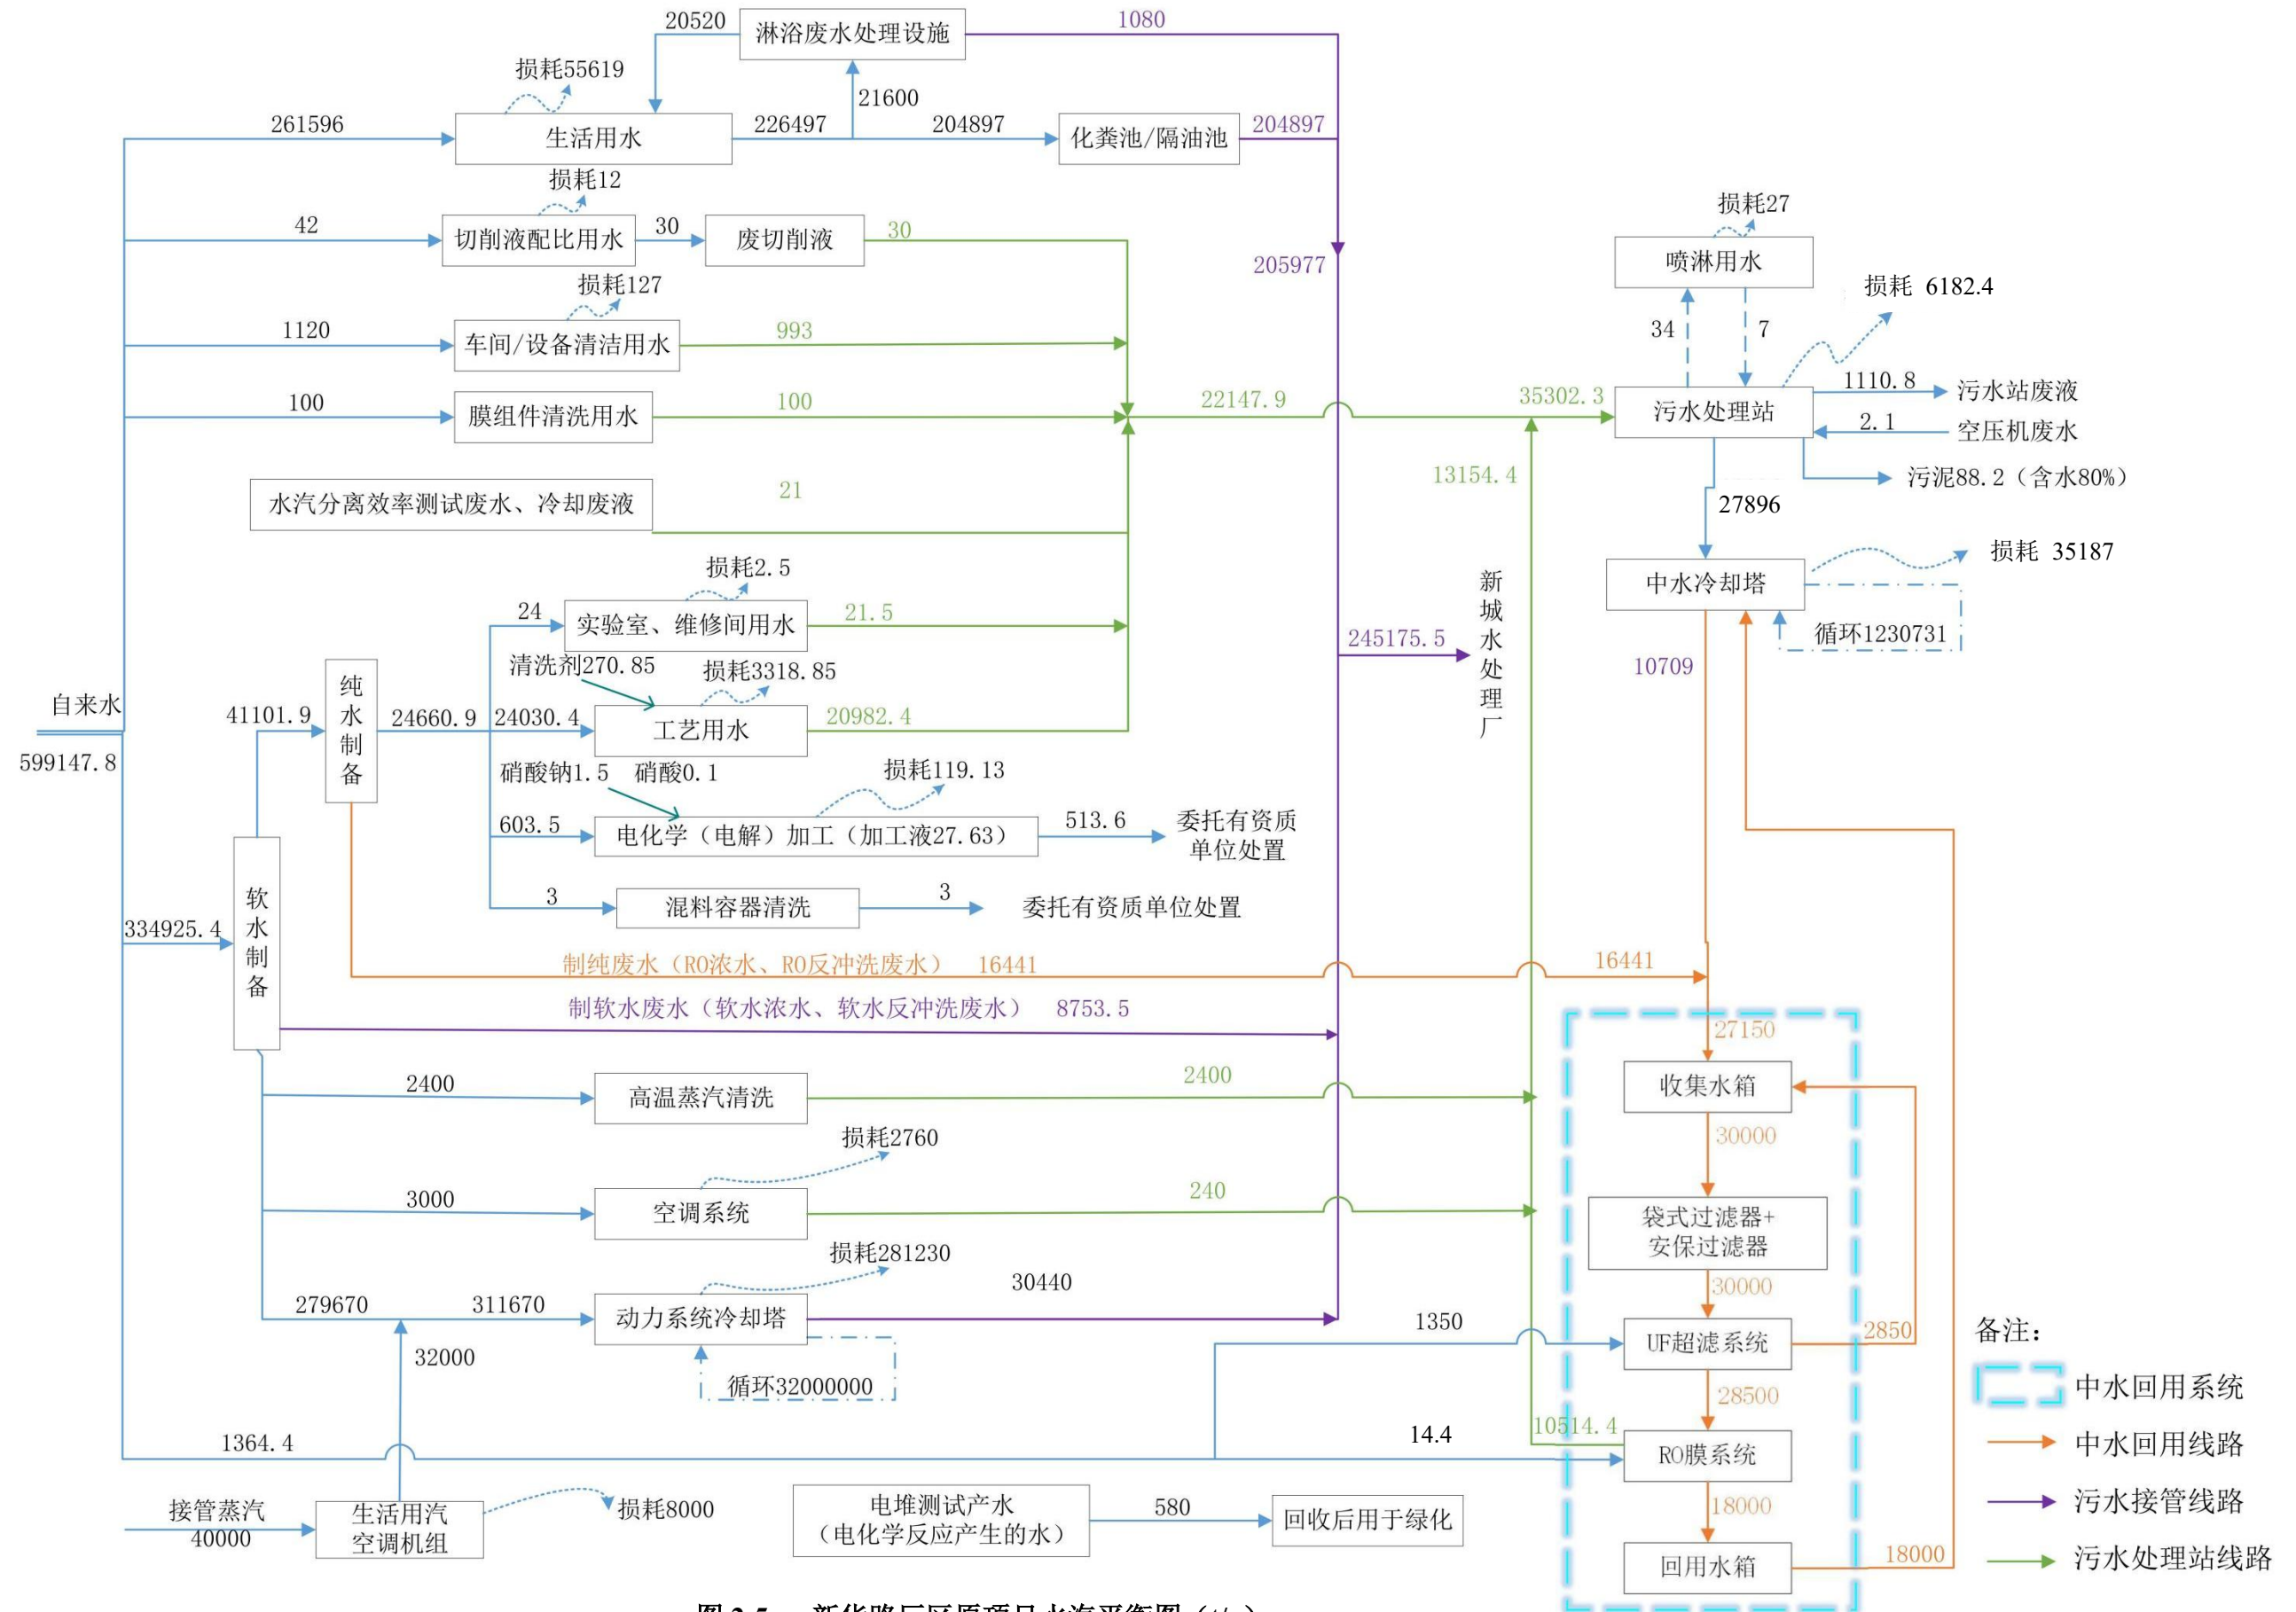 20520
淋浴废水处理设施
1080
损耗55619
21600
261596
生活用水
226497
204897
化粪池/隔油池
204897
损耗12
42
切削液配比用水
30
废切削液
30
205977
损耗27
喷淋用水
34
7
损耗 6182.4
损耗127
1120
车间/设备清洁用水
993
100
膜组件清洗用水
100
22147.9
35302.3
污水处理站
1110.8
污水站废液
2.1
空压机废水
污泥88.2（含水80%）
13154.4
27896
水汽分离效率测试废水、冷却废液
21
损耗2.5
24
实验室、维修间用水
21.5
中水冷却塔
损耗 35187
循环1230731
10709
245175.5
新城水处理厂
清洗剂270.85
损耗3318.85
自来水
599147.8
41101.9
纯水制备
24660.9
24030.4
工艺用水
20982.4
硝酸钠1.5
硝酸0.1
损耗119.13
603.5
电化学（电解）加工（加工液27.63）
513.6
委托有资质
单位处置
3
混料容器清洗
3
委托有资质单位处置
334925.4
软水制备
制纯废水（RO浓水、RO反冲洗废水）
16441
16441
制软水废水（软水浓水、软水反冲洗废水）
8753.5
27150
收集水箱
2400
高温蒸汽清洗
2400
30000
损耗2760
3000
空调系统
240
袋式过滤器+
安保过滤器
30000
损耗281230
279670
311670
动力系统冷却塔
30440
32000
循环32000000
1350
UF超滤系统
2850
28500
1364.4
14.4
10514.4
RO膜系统
18000
接管蒸汽
40000
生活用汽
空调机组
损耗8000
电堆测试产水
（电化学反应产生的水）
580
回收后用于绿化
回用水箱
18000
备注：
中水回用系统
中水回用线路
污水接管线路
污水处理站线路